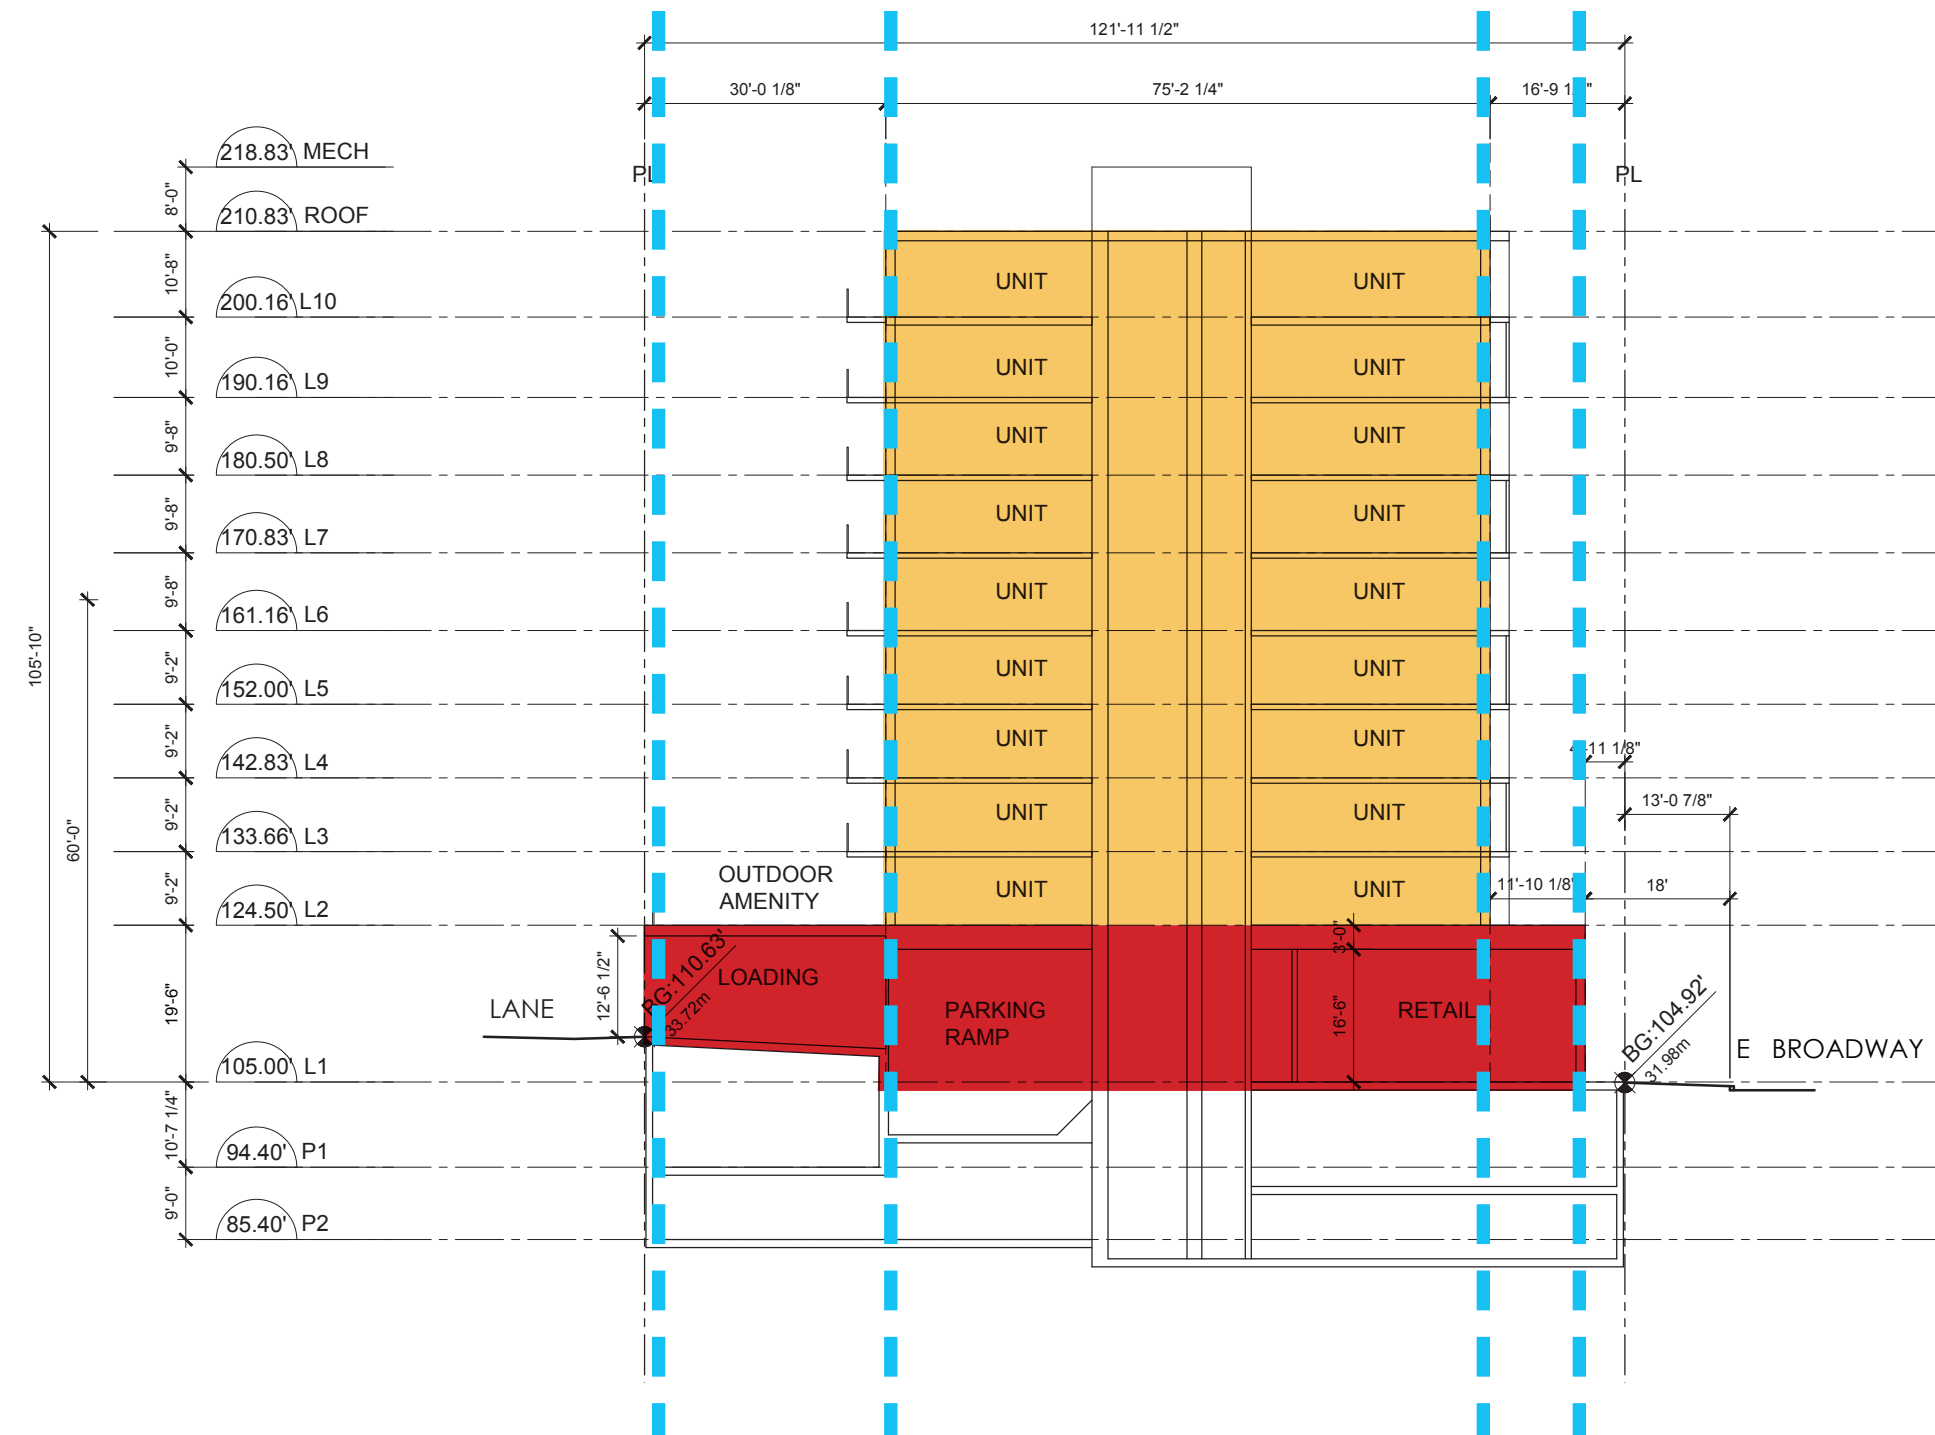 121'-11 1/2"
30'-0 1/8"
75'-2 1/4"
16'-9 1
218.83' MECH
PL
PL
8'-0"
210.83' ROOF
10'-8"
UNIT
UNIT
200.16' L10
10'-0"
UNIT
UNIT
190.16' L9
9'-8"
UNIT
UNIT
180.50' L8
9'-8"
UNIT
UNIT
170.83' L7
9'-8"
UNIT
UNIT
161.16' L6
105'-10"
9'-2"
UNIT
UNIT
152.00' L5
9'-2"
UNIT
UNIT
11 1/8"
142.83' L4
13'-0 7/8"
9'-2"
UNIT
UNIT
60'-0"
133.66' L3
OUTDOOR
AMENITY
9'-2"
UNIT
UNIT
11'-10 1/8"
18'
124.50' L2
3'-0"
BG:110.63'
33.72m
LOADING
12'-6 1/2"
19'-6"
LANE
PARKING
RAMP
16'-6"
RETAIL
BG:104.92'
31.98m
E BROADWAY
105.00' L1
10'-7 1/4"
94.40' P1
9'-0"
85.40' P2